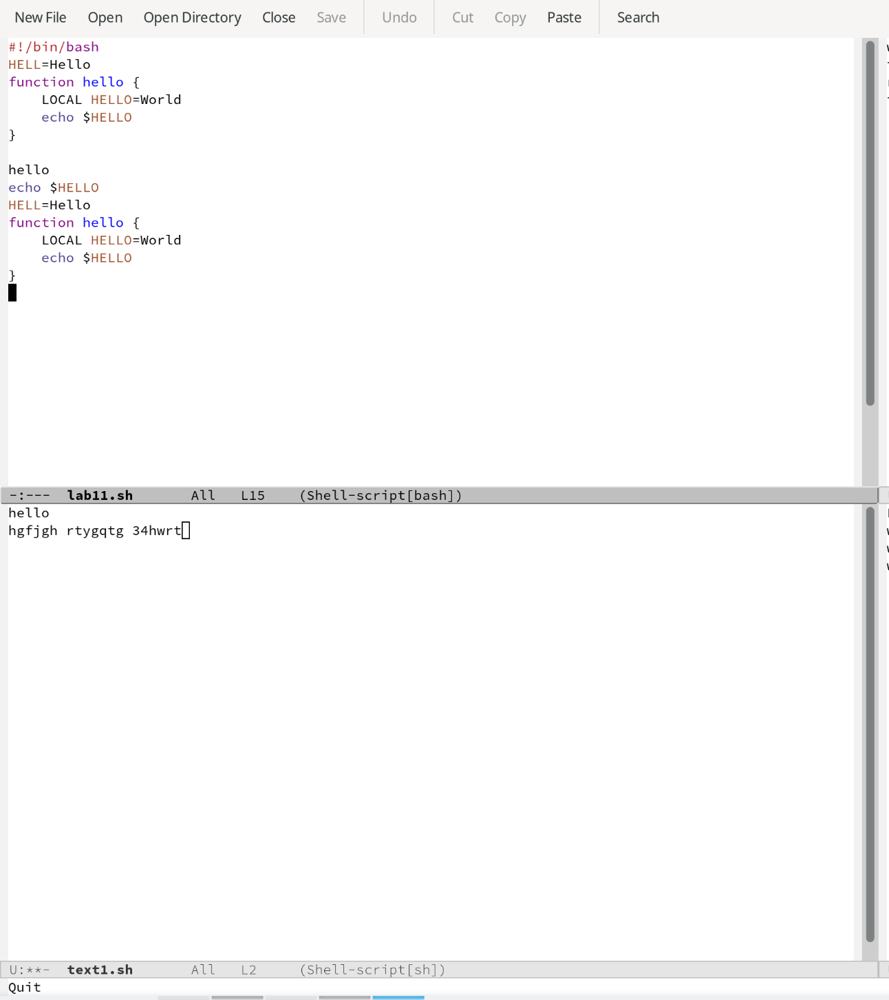 New File Open Open Directory Close Save Undo Cut Copy Paste Search
#!/bin/bash
HELL=Hello
function hello {
    LOCAL HELLO=World
    echo $HELLO
}
hello
echo $HELLO
HELL=Hello
function hello {
    LOCAL HELLO=World
    echo $HELLO
}
-:--- lab11.sh All L15 (Shell-script[bash])
hello
hgfjgh rtygqtg 34hwrt
U:**- text1.sh All L2 (Shell-script[sh])
Quit